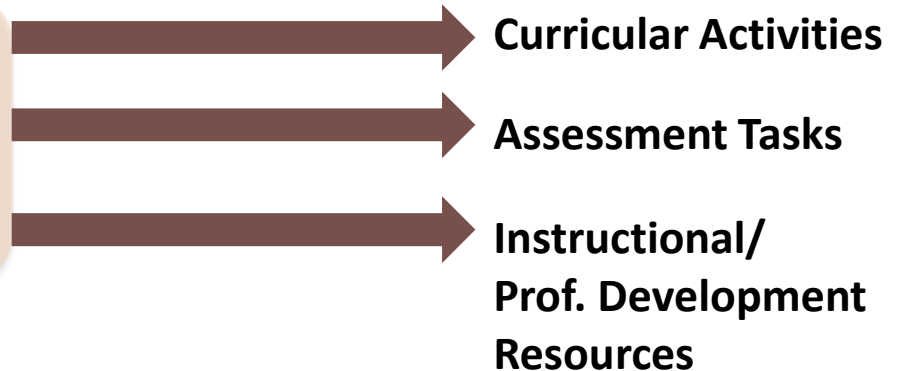 Curricular Activities
Assessment Tasks
Instructional/
Prof. Development
Resources